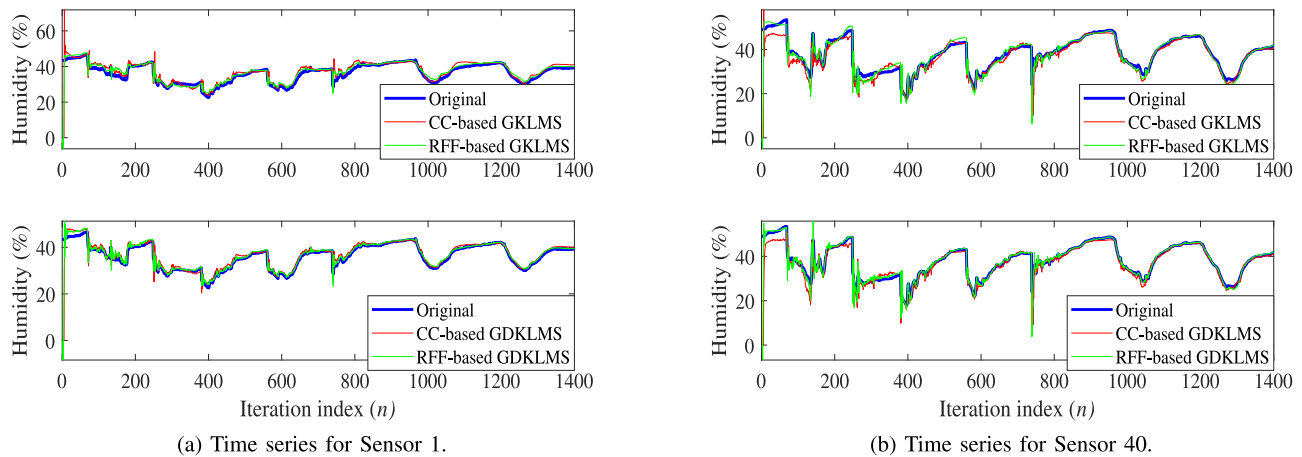 Humidity (%)
60
40
20
0
Original
CC-based GKLMS
RFF-based GKLMS
0 200 400 600 800 1000 1200 1400
Humidity (%)
40
20
0
Original
CC-based GDKLMS
RFF-based GDKLMS
0 200 400 600 800 1000 1200 1400
Iteration index (n)
(a) Time series for Sensor 1.
Humidity (%)
40
20
0
Original
CC-based GKLMS
RFF-based GKLMS
0 200 400 600 800 1000 1200 1400
Humidity (%)
40
20
0
Original
CC-based GDKLMS
RFF-based GDKLMS
0 200 400 600 800 1000 1200 1400
Iteration index (n)
(b) Time series for Sensor 40.